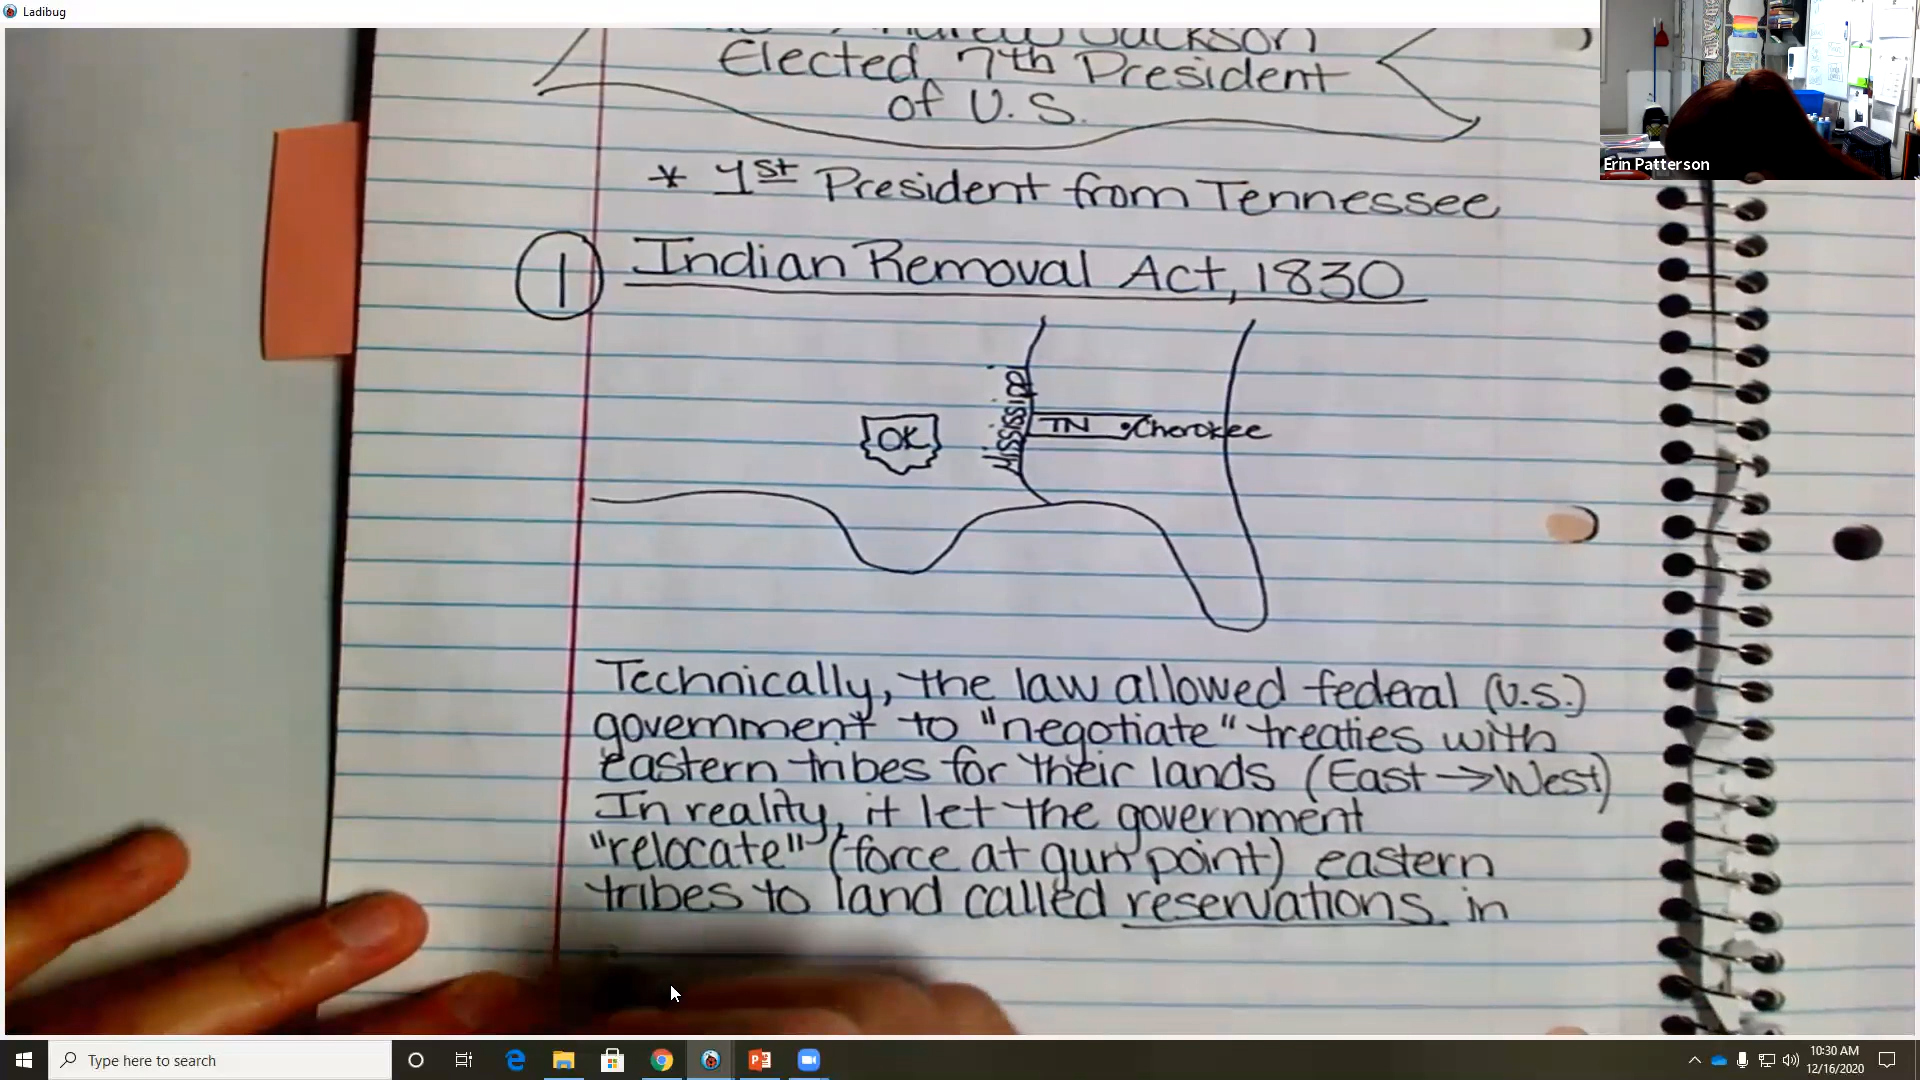 Ladibug
Andrew Jackson
Elected 7th President
of U.S.
Erin Patterson
* 1st President from Tennessee
1 Indian Removal Act, 1830
Mississippi
OK
TN
Cherokee
Technically, the law allowed federal (U.S.)
government to "negotiate" treaties with
eastern tribes for their lands (East → West)
In reality, it let the government
"relocate" (force at gun point) eastern
tribes to land called reservations in
Type here to search
10:30 AM
12/16/2020